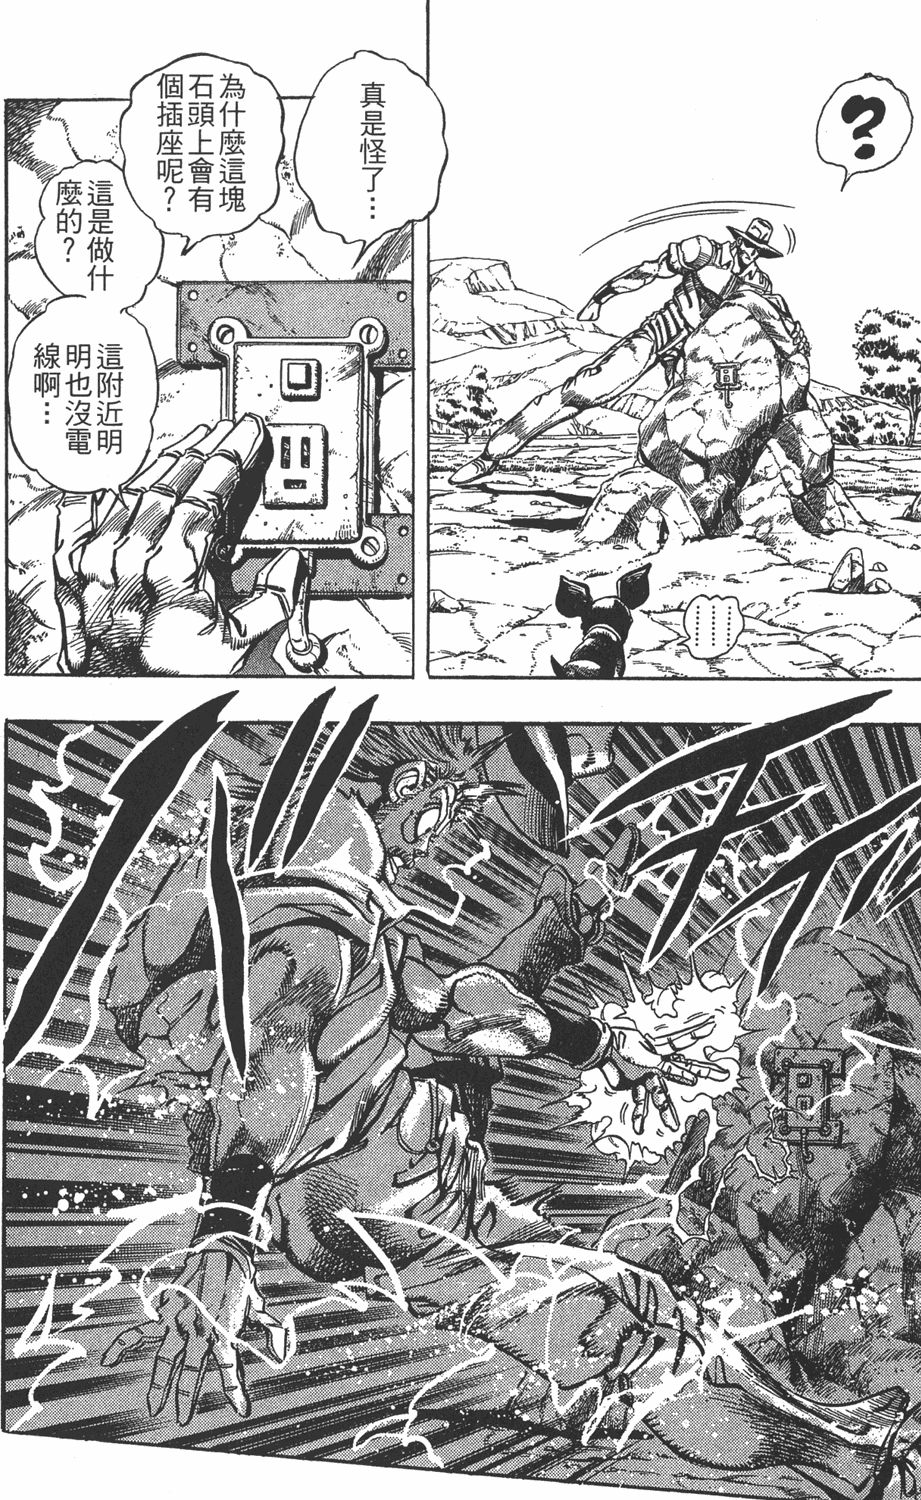 ？
………
………
真是怪了…
為什麼這塊
石頭上會有
個插座呢？
這是做什
麼的？
這附近明
明也沒電
線啊…